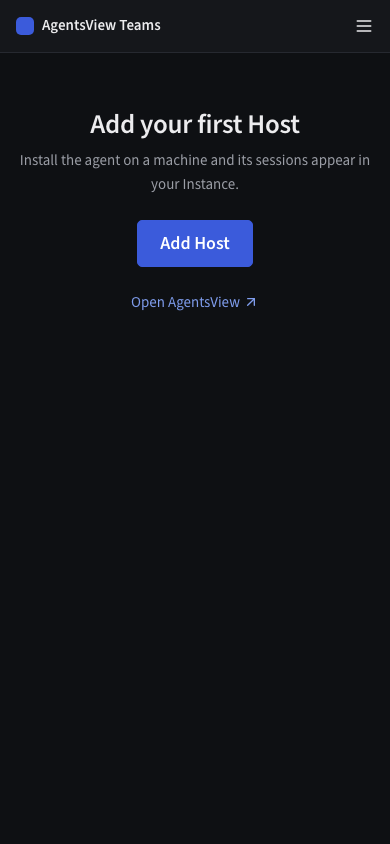 AgentsView Teams
Add your first Host
Install the agent on a machine and its sessions appear in
your Instance.
Add Host
Open AgentsView